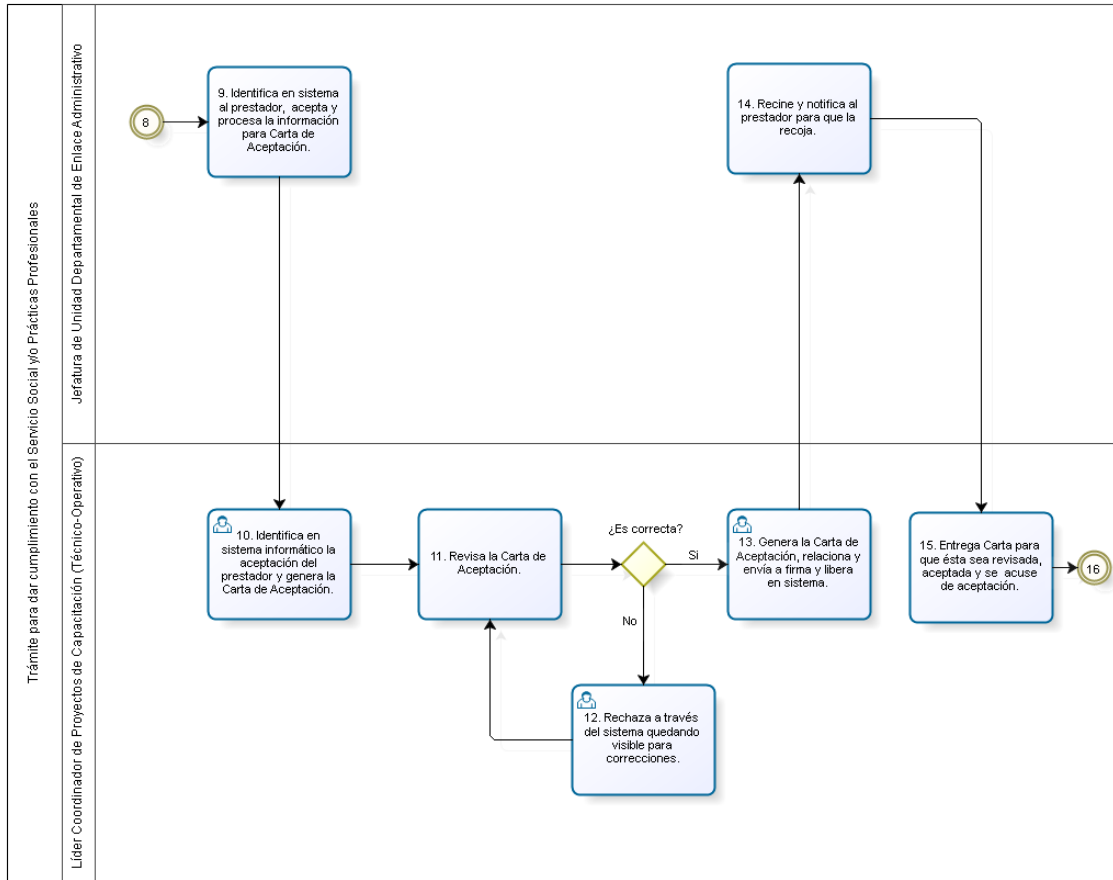 Trámite para dar cumplimiento con el Servicio Social y/o Prácticas Profesionales
Jefatura de Unidad Departamental de Enlace Administrativo
8
9. Identifica en sistema
al prestador, acepta y
procesa la información
para Carta de
Aceptación.
14. Recine y notifica al
prestador para que la
recoja.
Líder Coordinador de Proyectos de Capacitación (Técnico-Operativo)
10. Identifica en
sistema informático la
aceptación del
prestador y genera la
Carta de Aceptación.
11. Revisa la Carta de
Aceptación.
¿Es correcta?
Si
No
12. Rechaza a través
del sistema quedando
visible para
correcciones.
13. Genera la Carta de
Aceptación, relaciona y
envía a firma y libera
en sistema.
15. Entrega Carta para
que ésta sea revisada,
aceptada y se acuse
de aceptación.
16